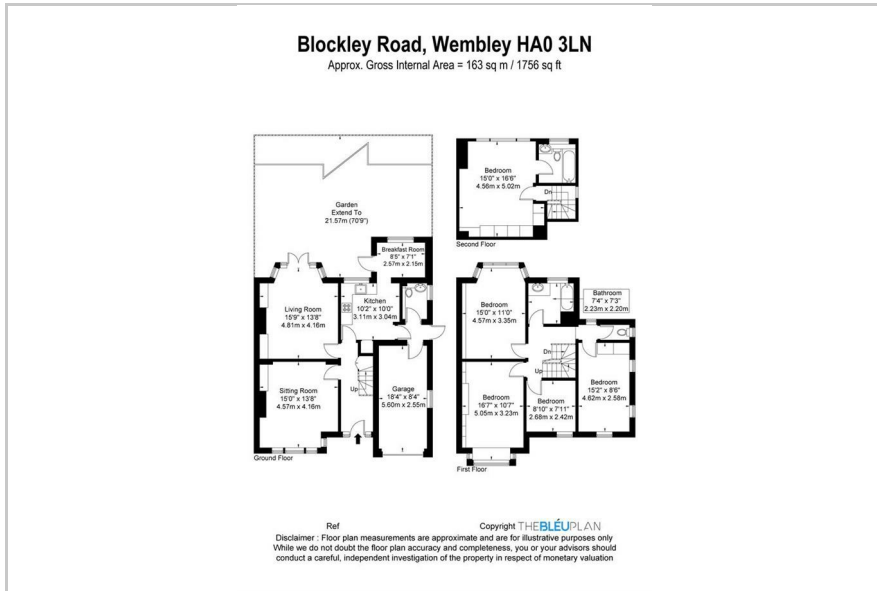 Blockley Road, Wembley HA0 3LN
Approx. Gross Internal Area = 163 sq m / 1756 sq ft
Garden
Extend To
21.57m (70'9")
Breakfast Room
8'5" x 7'1"
2.57m x 2.15m
Living Room
15'9" x 13'8"
4.81m x 4.16m
Kitchen
10'2" x 10'0"
3.11m x 3.04m
Sitting Room
15'0" x 13'8"
4.57m x 4.16m
Up
Garage
18'4" x 8'4"
5.60m x 2.55m
Ground Floor
Bedroom
15'0" x 16'6"
4.56m x 5.02m
Dn
Second Floor
Bedroom
15'0" x 11'0"
4.57m x 3.35m
Bathroom
7'4" x 7'3"
2.23m x 2.20m
Dn
Up
Bedroom
16'7" x 10'7"
5.05m x 3.23m
Bedroom
8'10" x 7'11"
2.68m x 2.42m
Bedroom
15'2" x 8'6"
4.62m x 2.58m
First Floor
Ref
Copyright THEBLÉUPLAN
Disclaimer : Floor plan measurements are approximate and are for illustrative purposes only
While we do not doubt the floor plan accuracy and completeness, you or your advisors should
conduct a careful, independent investigation of the property in respect of monetary valuation